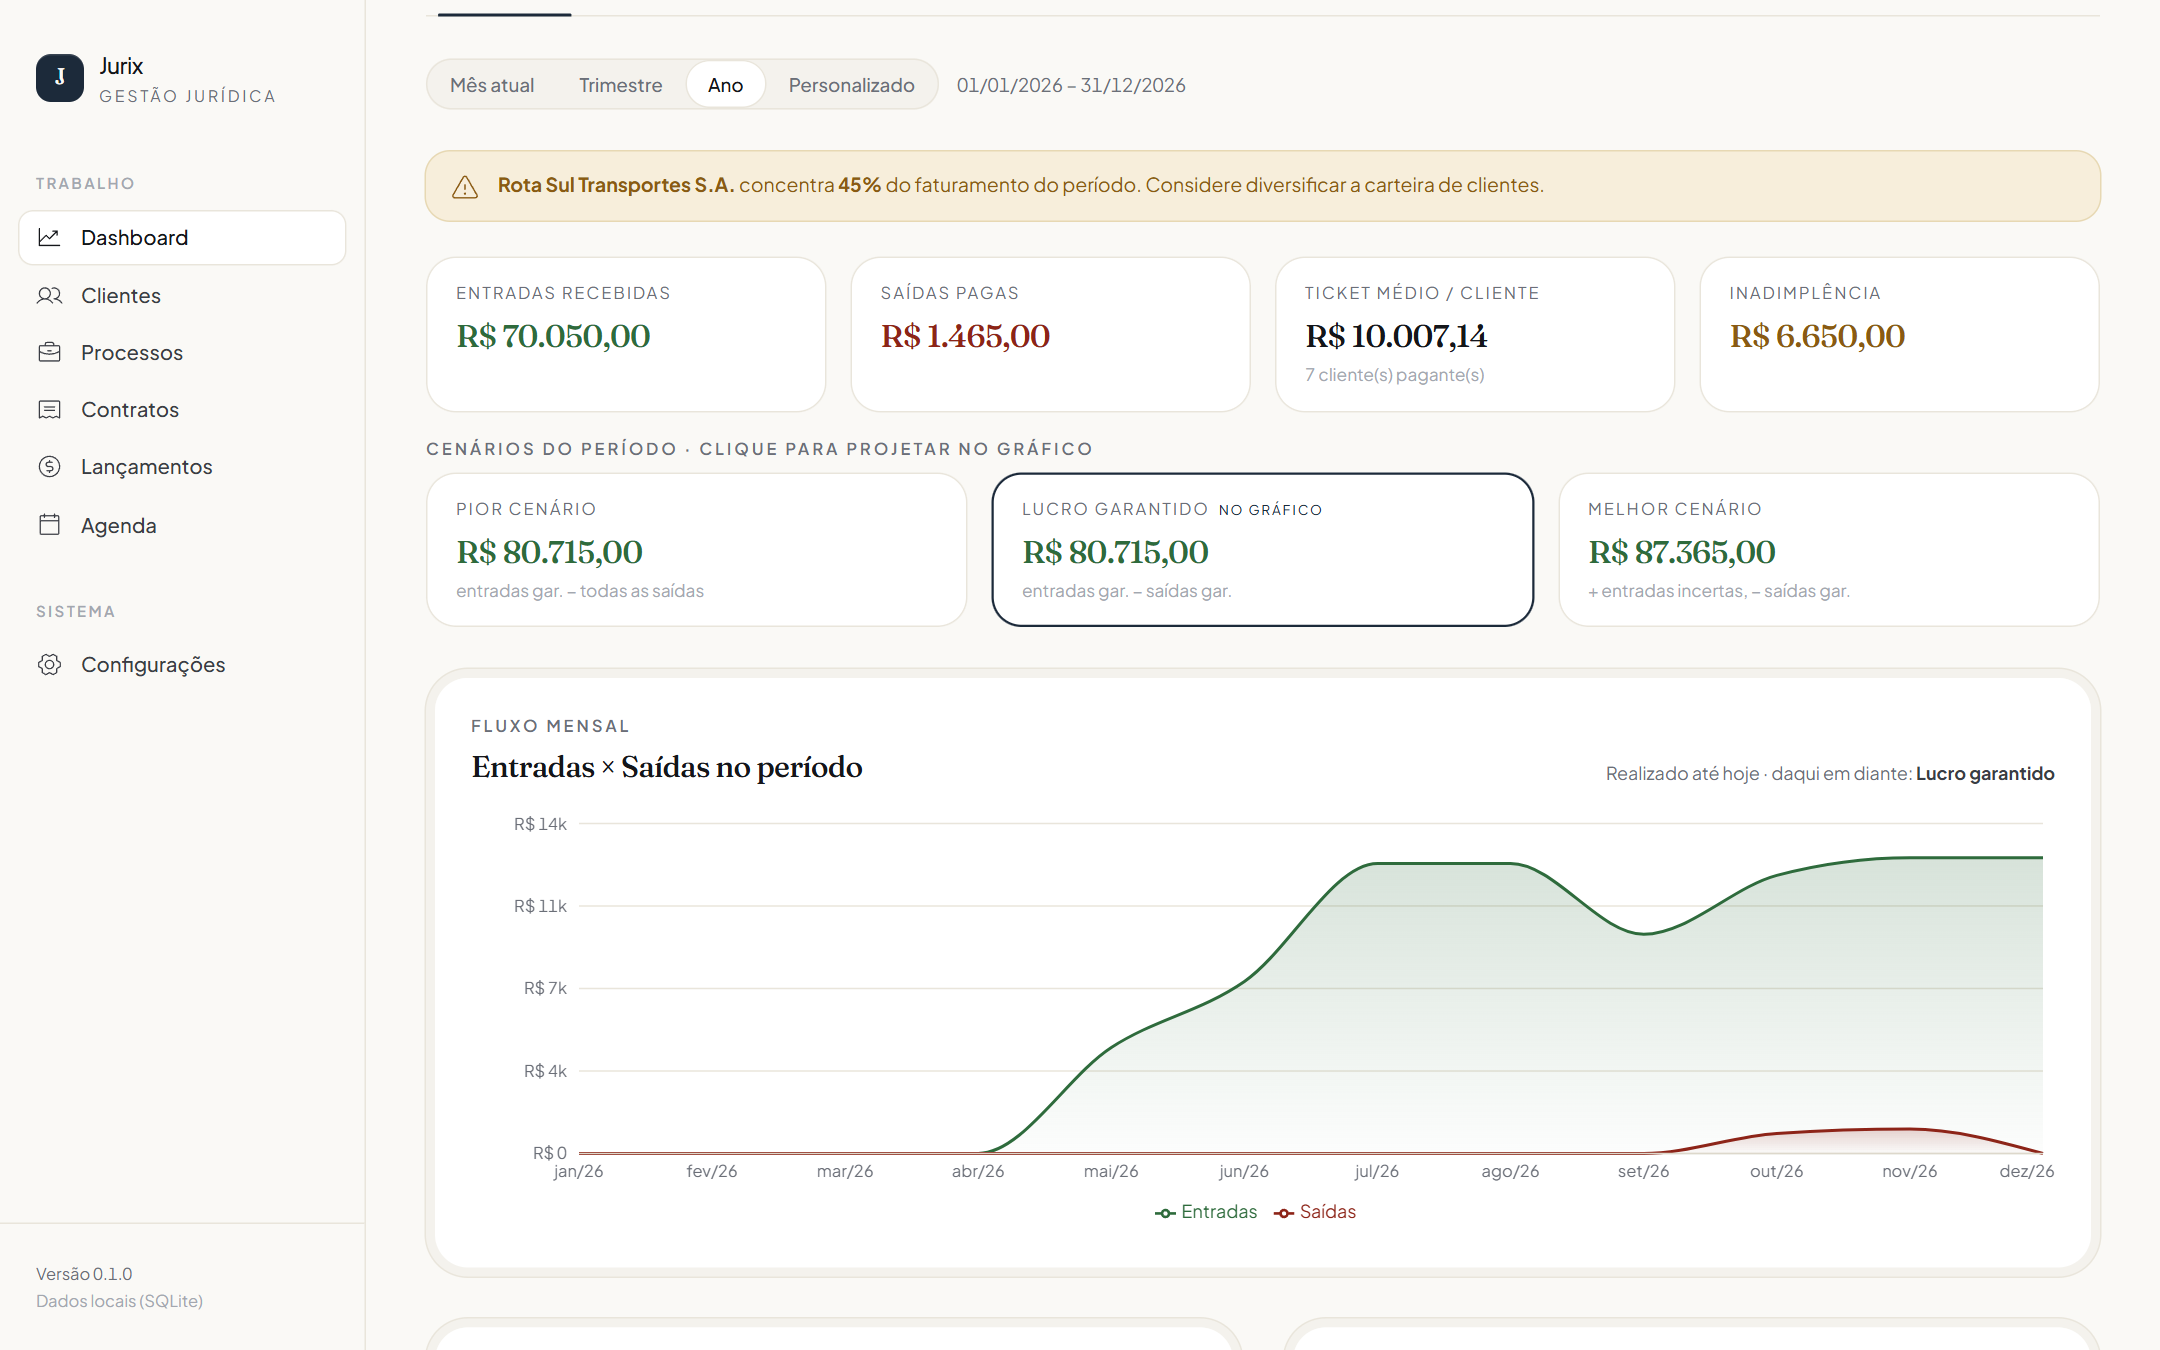 J
Jurix
GESTÃO JURÍDICA
TRABALHO
Dashboard
Clientes
Processos
Contratos
Lançamentos
Agenda
SISTEMA
Configurações
Versão 0.1.0
Dados locais (SQLite)
Mês atual Trimestre Ano Personalizado 01/01/2026 – 31/12/2026
Rota Sul Transportes S.A. concentra 45% do faturamento do período. Considere diversificar a carteira de clientes.
ENTRADAS RECEBIDAS
R$ 70.050,00
SAÍDAS PAGAS
R$ 1.465,00
TICKET MÉDIO / CLIENTE
R$ 10.007,14
7 cliente(s) pagante(s)
INADIMPLÊNCIA
R$ 6.650,00
CENÁRIOS DO PERÍODO · CLIQUE PARA PROJETAR NO GRÁFICO
PIOR CENÁRIO
R$ 80.715,00
entradas gar. – todas as saídas
LUCRO GARANTIDO NO GRÁFICO
R$ 80.715,00
entradas gar. – saídas gar.
MELHOR CENÁRIO
R$ 87.365,00
+ entradas incertas, – saídas gar.
FLUXO MENSAL
Entradas × Saídas no período
Realizado até hoje · daqui em diante: Lucro garantido
R$ 14k
R$ 11k
R$ 7k
R$ 4k
R$ 0
jan/26 fev/26 mar/26 abr/26 mai/26 jun/26 jul/26 ago/26 set/26 out/26 nov/26 dez/26
Entradas Saídas